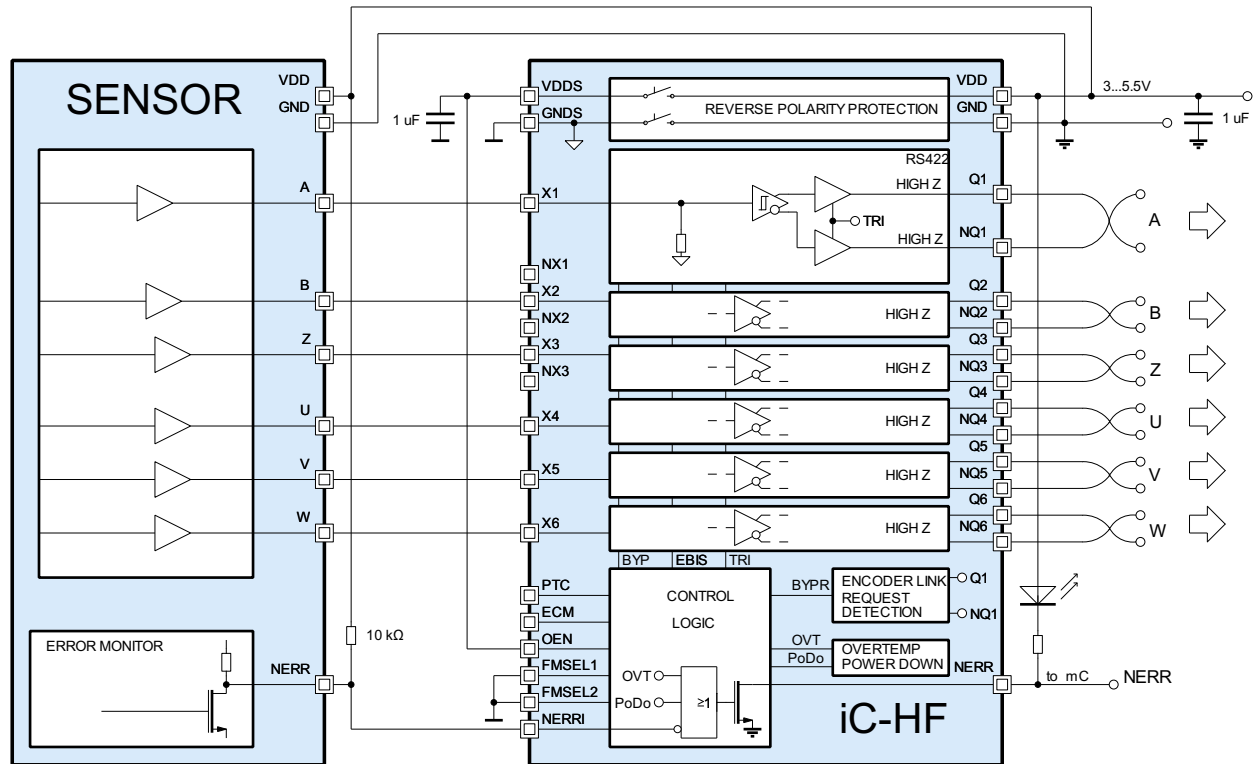 SENSOR
VDD
GND
A
B
Z
U
V
W
ERROR MONITOR
NERR
10 kΩ
1 uF
VDDS
GNDS
X1
NX1
X2
NX2
X3
NX3
X4
X5
X6
PTC
ECM
OEN
FMSEL1
FMSEL2
NERRI
REVERSE POLARITY PROTECTION
RS422
HIGH Z
TRI
HIGH Z
HIGH Z
HIGH Z
HIGH Z
HIGH Z
HIGH Z
BYP EBIS TRI
CONTROL
LOGIC
OVT
PoDo
≥1
BYPR
ENCODER LINK
REQUEST
DETECTION
Q1
NQ1
OVT
PoDo
OVERTEMP
POWER DOWN
iC-HF
VDD
GND
Q1
NQ1
Q2
NQ2
Q3
NQ3
Q4
NQ4
Q5
NQ5
Q6
NQ6
NERR
3...5.5V
1 uF
A
B
Z
U
V
W
to mC
NERR